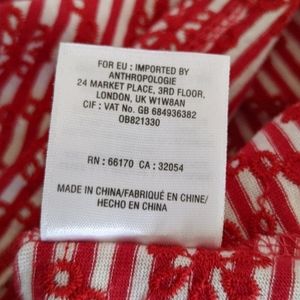 FOR EU : IMPORTED BY
ANTHROPOLOGIE
24 MARKET PLACE, 3RD FLOOR,
LONDON, UK W1W8AN
CIF : VAT No. GB 684936382
OB821330
RN : 66170 CA : 32054
MADE IN CHINA/FABRIQUÉ EN CHINE/
HECHO EN CHINA